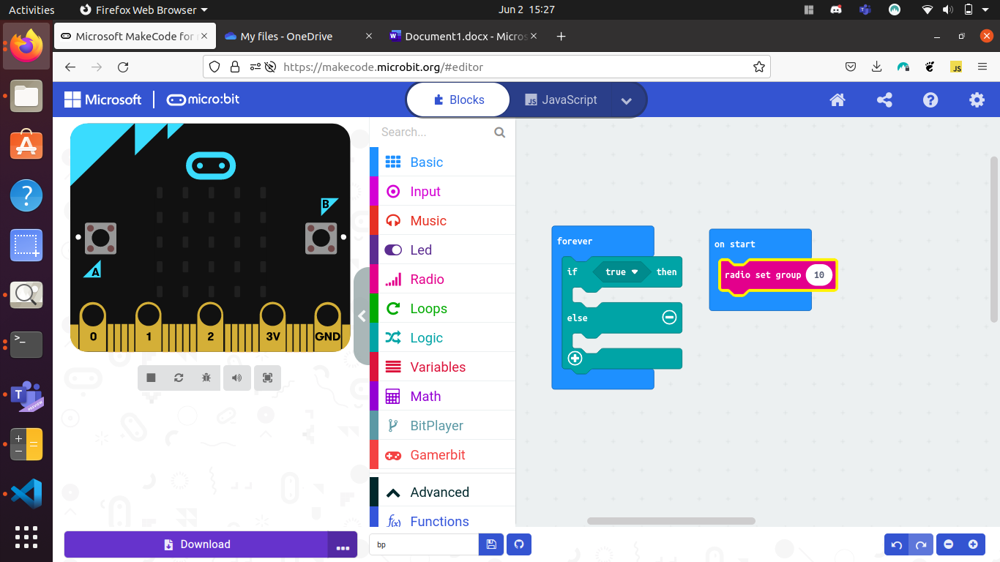 Activities
Firefox Web Browser
Jun 2 15:27
Microsoft MakeCode for
My files - OneDrive
Document1.docx - Micros
https://makecode.microbit.org/#editor
JS
Microsoft
micro:bit
Blocks
JS
JavaScript
Search...
Basic
Input
Music
Led
Radio
Loops
Logic
Variables
Math
BitPlayer
Gamerbit
Advanced
f(x)
Functions
B
A
0
1
2
3V
GND
forever
if
true
then
else
on start
radio set group
10
T
PREVIEW
Download
...
bp